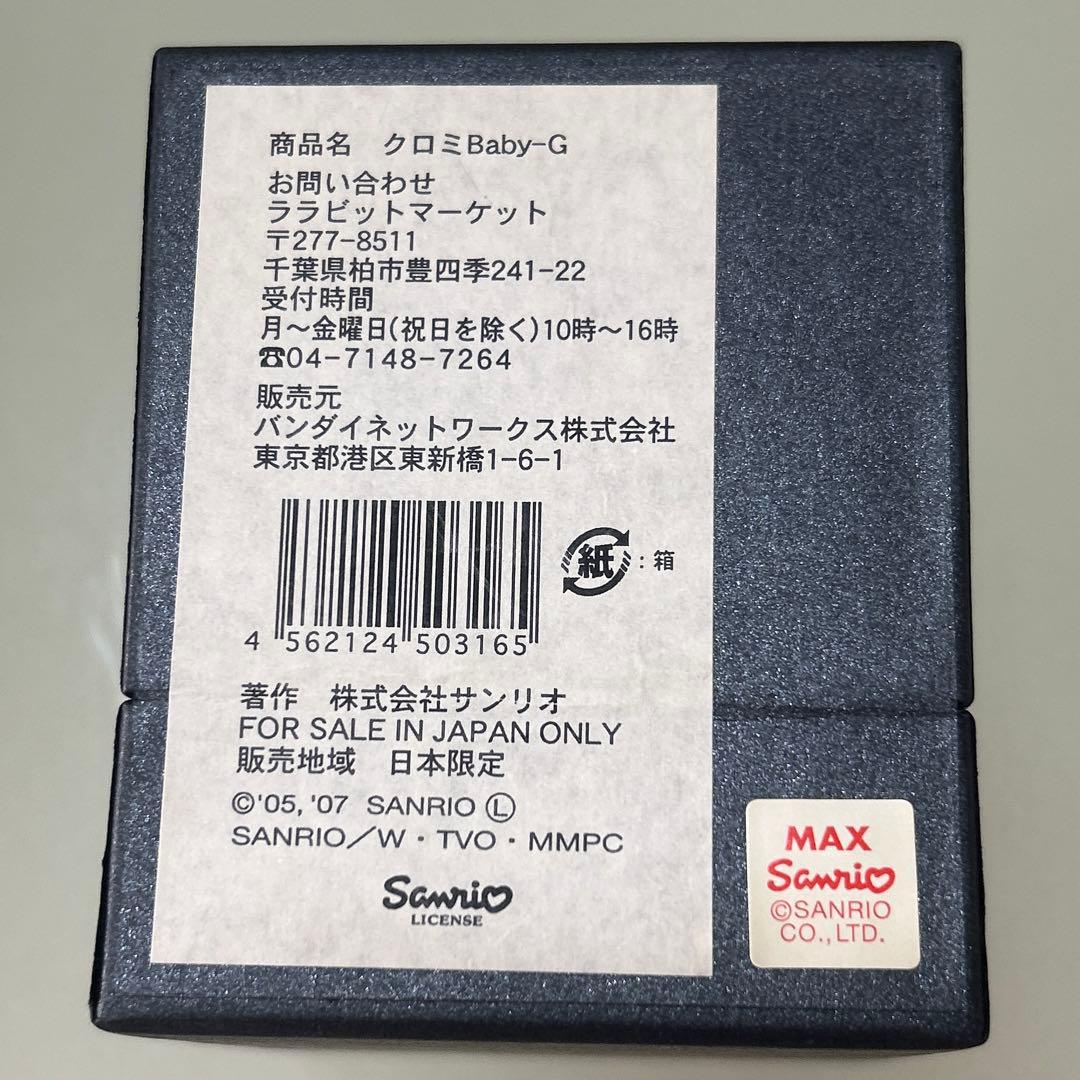 商品名　クロミBaby-G
お問い合わせ
ララビットマーケット
〒277-8511
千葉県柏市豊四季241-22
受付時間
月～金曜日(祝日を除く)10時～16時
☎04-7148-7264
販売元
バンダイネットワークス株式会社
東京都港区東新橋1-6-1
紙:箱
4 562124 503165
著作　株式会社サンリオ
FOR SALE IN JAPAN ONLY
販売地域　日本限定
©'05, '07 SANRIO Ⓛ
SANRIO/W・TVO・MMPC
Sanrio
LICENSE
MAX
Sanrio
©SANRIO
CO.,LTD.